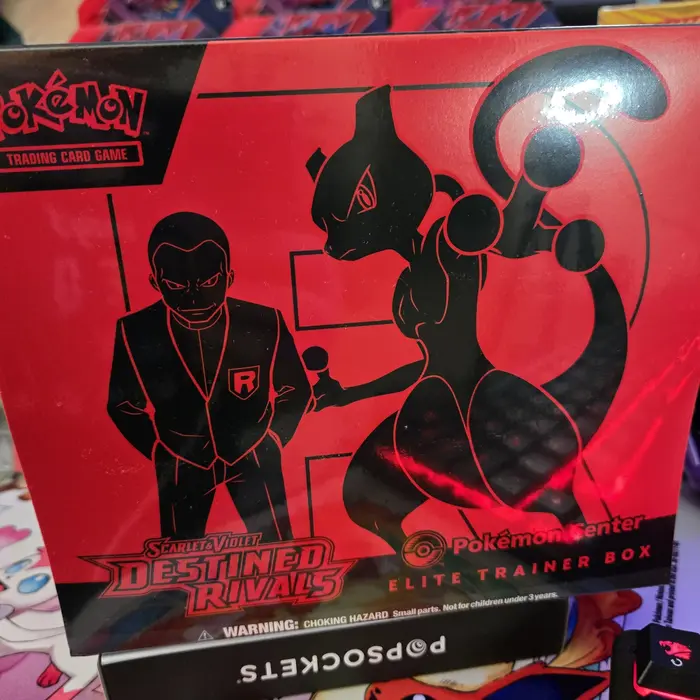 Pokémon
TRADING CARD GAME
R
SCARLET & VIOLET
DESTINED
RIVALS
Pokémon Center
ELITE TRAINER BOX
WARNING: CHOKING HAZARD Small parts. Not for children under 3 years.
POPSOCKETS